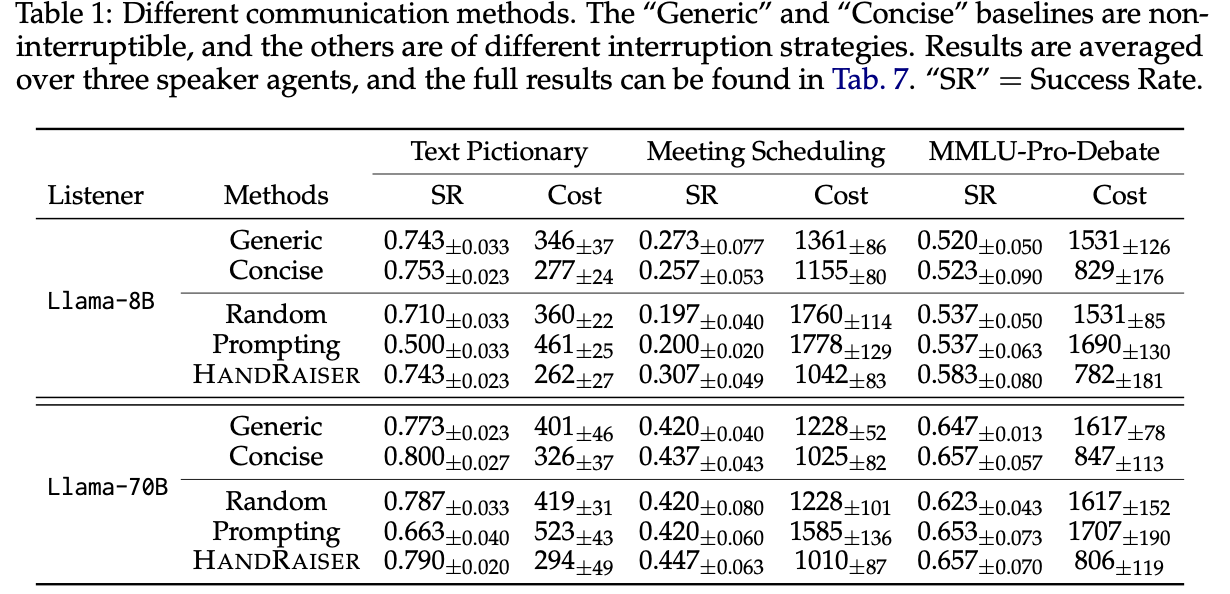 Table 1: Different communication methods. The “Generic” and “Concise” baselines are non-
interruptible, and the others are of different interruption strategies. Results are averaged
over three speaker agents, and the full results can be found in Tab. 7. “SR” = Success Rate.
Text Pictionary Meeting Scheduling MMLU-Pro-Debate
Listener Methods SR Cost SR Cost SR Cost
Generic 0.743±0.033 346±37 0.273±0.077 1361±86 0.520±0.050 1531±126
Concise 0.753±0.023 277±24 0.257±0.053 1155±80 0.523±0.090 829±176
Llama-8B
Random 0.710±0.033 360±22 0.197±0.040 1760±114 0.537±0.050 1531±85
Prompting 0.500±0.033 461±25 0.200±0.020 1778±129 0.537±0.063 1690±130
HANDRAISER 0.743±0.023 262±27 0.307±0.049 1042±83 0.583±0.080 782±181
Generic 0.773±0.023 401±46 0.420±0.040 1228±52 0.647±0.013 1617±78
Concise 0.800±0.027 326±37 0.437±0.043 1025±82 0.657±0.057 847±113
Llama-70B
Random 0.787±0.033 419±31 0.420±0.080 1228±101 0.623±0.043 1617±152
Prompting 0.663±0.040 523±43 0.420±0.060 1585±136 0.653±0.073 1707±190
HANDRAISER 0.790±0.020 294±49 0.447±0.063 1010±87 0.657±0.070 806±119